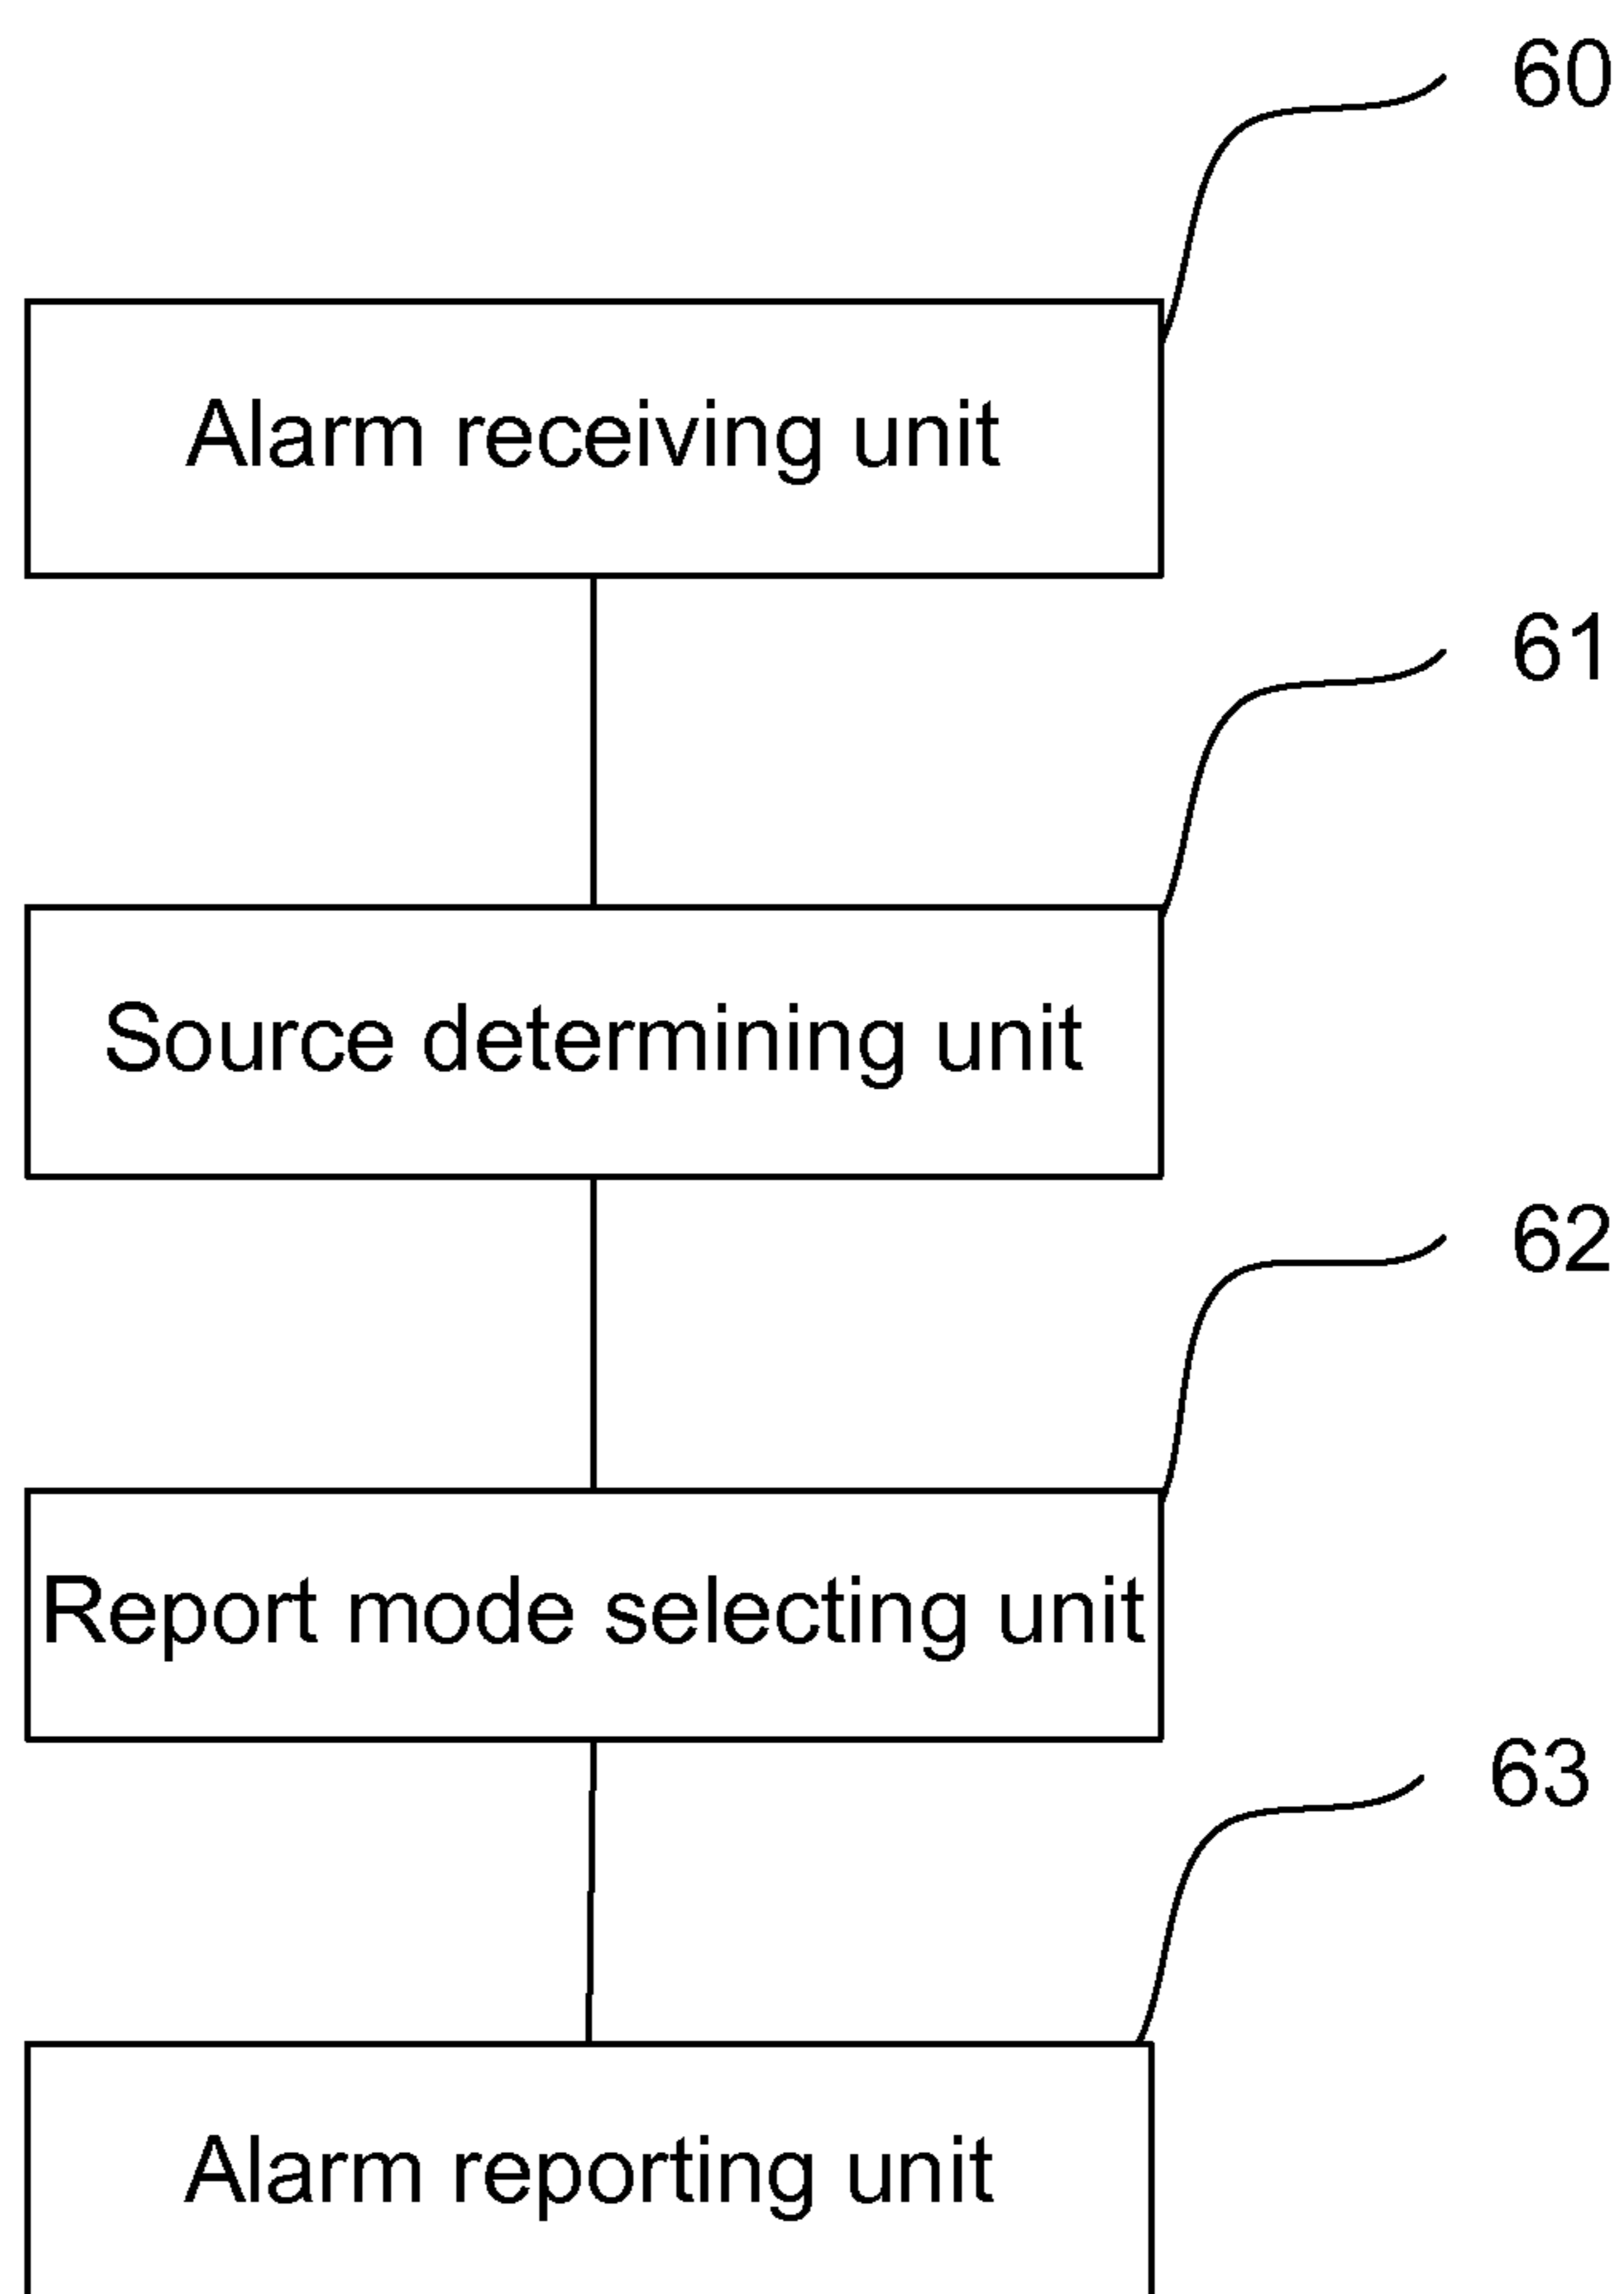 60
Alarm receiving unit
61
Source determining unit
62
Report mode selecting unit
63
Alarm reporting unit